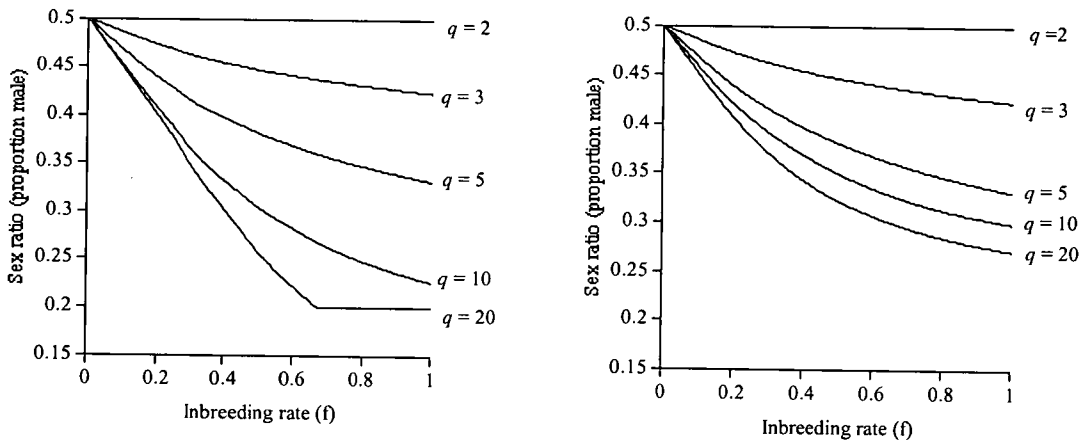 0.5
0.45
0.4
0.35
0.3
0.25
0.2
0.15
0
0.2
0.4
0.6
0.8
1
Sex ratio (proportion male)
Inbreeding rate (f)
q = 2
q = 3
q = 5
q = 10
q = 20
0.5
0.45
0.4
0.35
0.3
0.25
0.2
0.15
0
0.2
0.4
0.6
0.8
1
Sex ratio (proportion male)
Inbreeding rate (f)
q =2
q = 3
q = 5
q = 10
q = 20